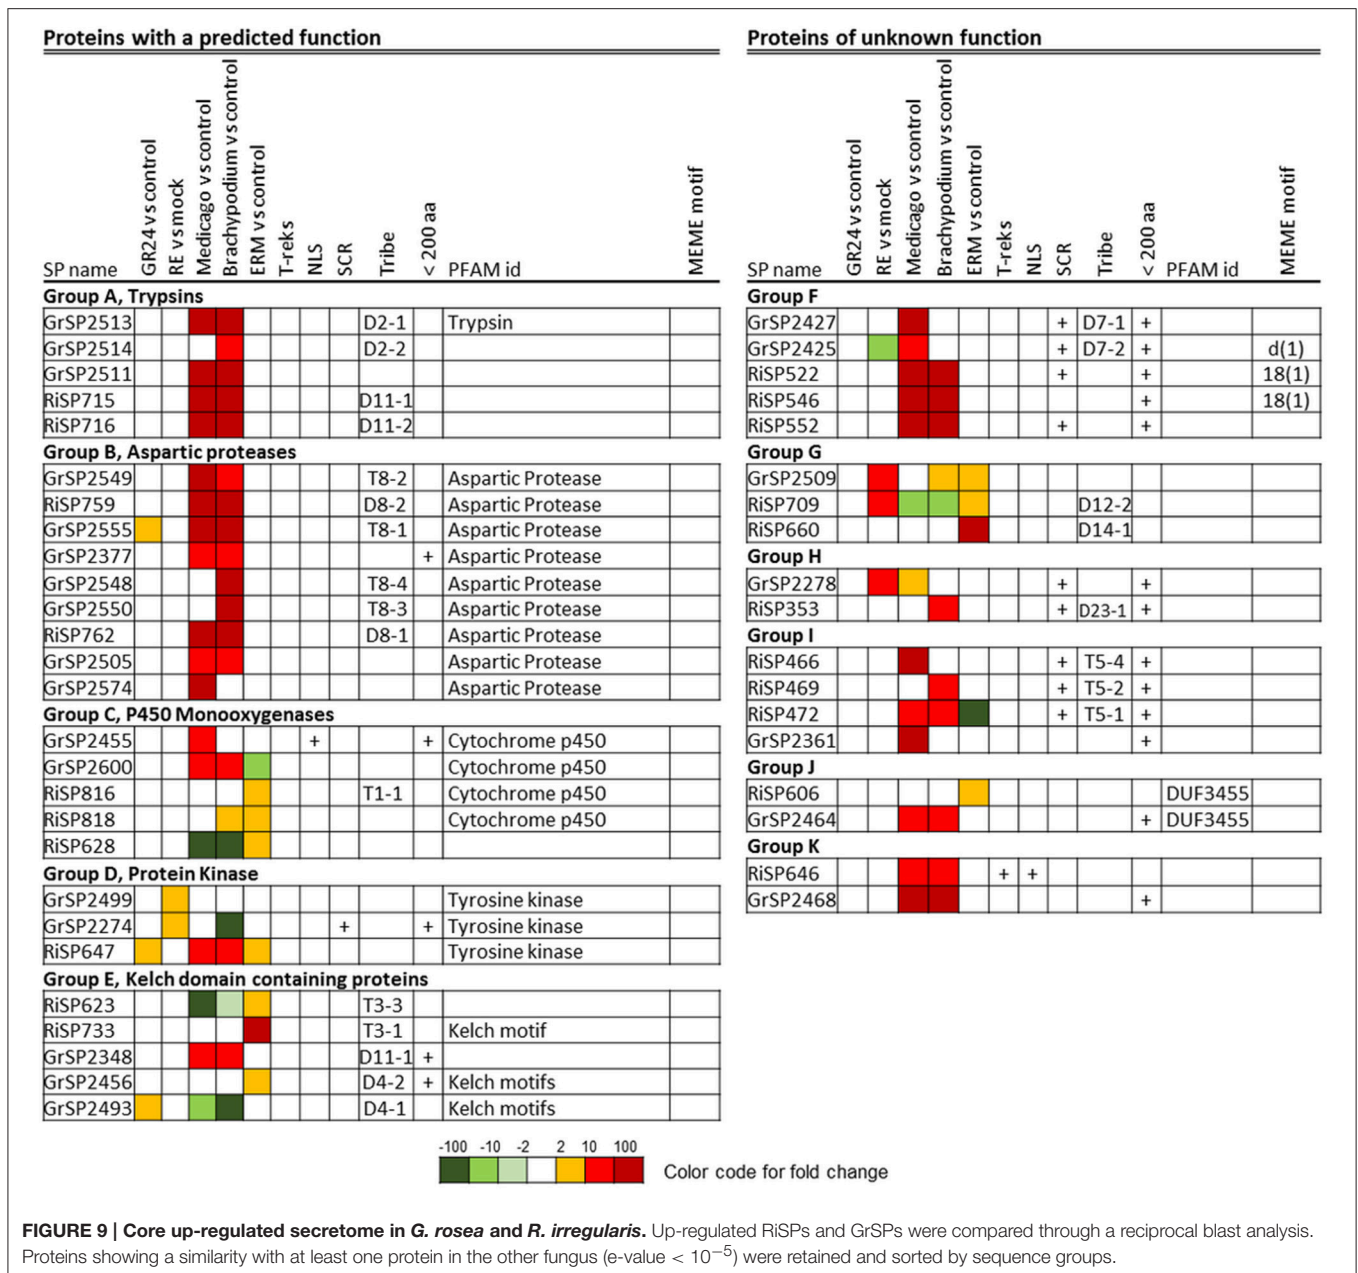 Proteins with a predicted function
SP name GR24 vs control RE vs mock Medicago vs control Brachypodium vs control ERM vs control T-reks NLS SCR Tribe < 200 aa PFAM id MEME motif
Group A, Trypsins
GrSP2513 D2-1 Trypsin
GrSP2514 D2-2
GrSP2511
RiSP715 D11-1
RiSP716 D11-2
Group B, Aspartic proteases
GrSP2549 T8-2 Aspartic Protease
RiSP759 D8-2 Aspartic Protease
GrSP2555 T8-1 Aspartic Protease
GrSP2377 + Aspartic Protease
GrSP2548 T8-4 Aspartic Protease
GrSP2550 T8-3 Aspartic Protease
RiSP762 D8-1 Aspartic Protease
GrSP2505 Aspartic Protease
GrSP2574 Aspartic Protease
Group C, P450 Monooxygenases
GrSP2455 + + Cytochrome p450
GrSP2600 Cytochrome p450
RiSP816 T1-1 Cytochrome p450
RiSP818 Cytochrome p450
RiSP628
Group D, Protein Kinase
GrSP2499 Tyrosine kinase
GrSP2274 + + Tyrosine kinase
RiSP647 Tyrosine kinase
Group E, Kelch domain containing proteins
RiSP623 T3-3
RiSP733 T3-1 Kelch motif
GrSP2348 D11-1 +
GrSP2456 D4-2 + Kelch motifs
GrSP2493 D4-1 Kelch motifs
Proteins of unknown function
SP name GR24 vs control RE vs mock Medicago vs control Brachypodium vs control ERM vs control T-reks NLS SCR Tribe < 200 aa PFAM id MEME motif
Group F
GrSP2427 + D7-1 +
GrSP2425 + D7-2 + d(1)
RiSP522 + + 18(1)
RiSP546 + 18(1)
RiSP552 + +
Group G
GrSP2509
RiSP709 D12-2
RiSP660 D14-1
Group H
GrSP2278 + +
RiSP353 + D23-1 +
Group I
RiSP466 + T5-4 +
RiSP469 + T5-2 +
RiSP472 + T5-1 +
GrSP2361 +
Group J
RiSP606 DUF3455
GrSP2464 + DUF3455
Group K
RiSP646 + +
GrSP2468 +
-100 -10 -2 2 10 100
Color code for fold change
FIGURE 9 | Core up-regulated secretome in G. rosea and R. irregularis. Up-regulated RiSPs and GrSPs were compared through a reciprocal blast analysis.
Proteins showing a similarity with at least one protein in the other fungus (e-value < 10−5) were retained and sorted by sequence groups.